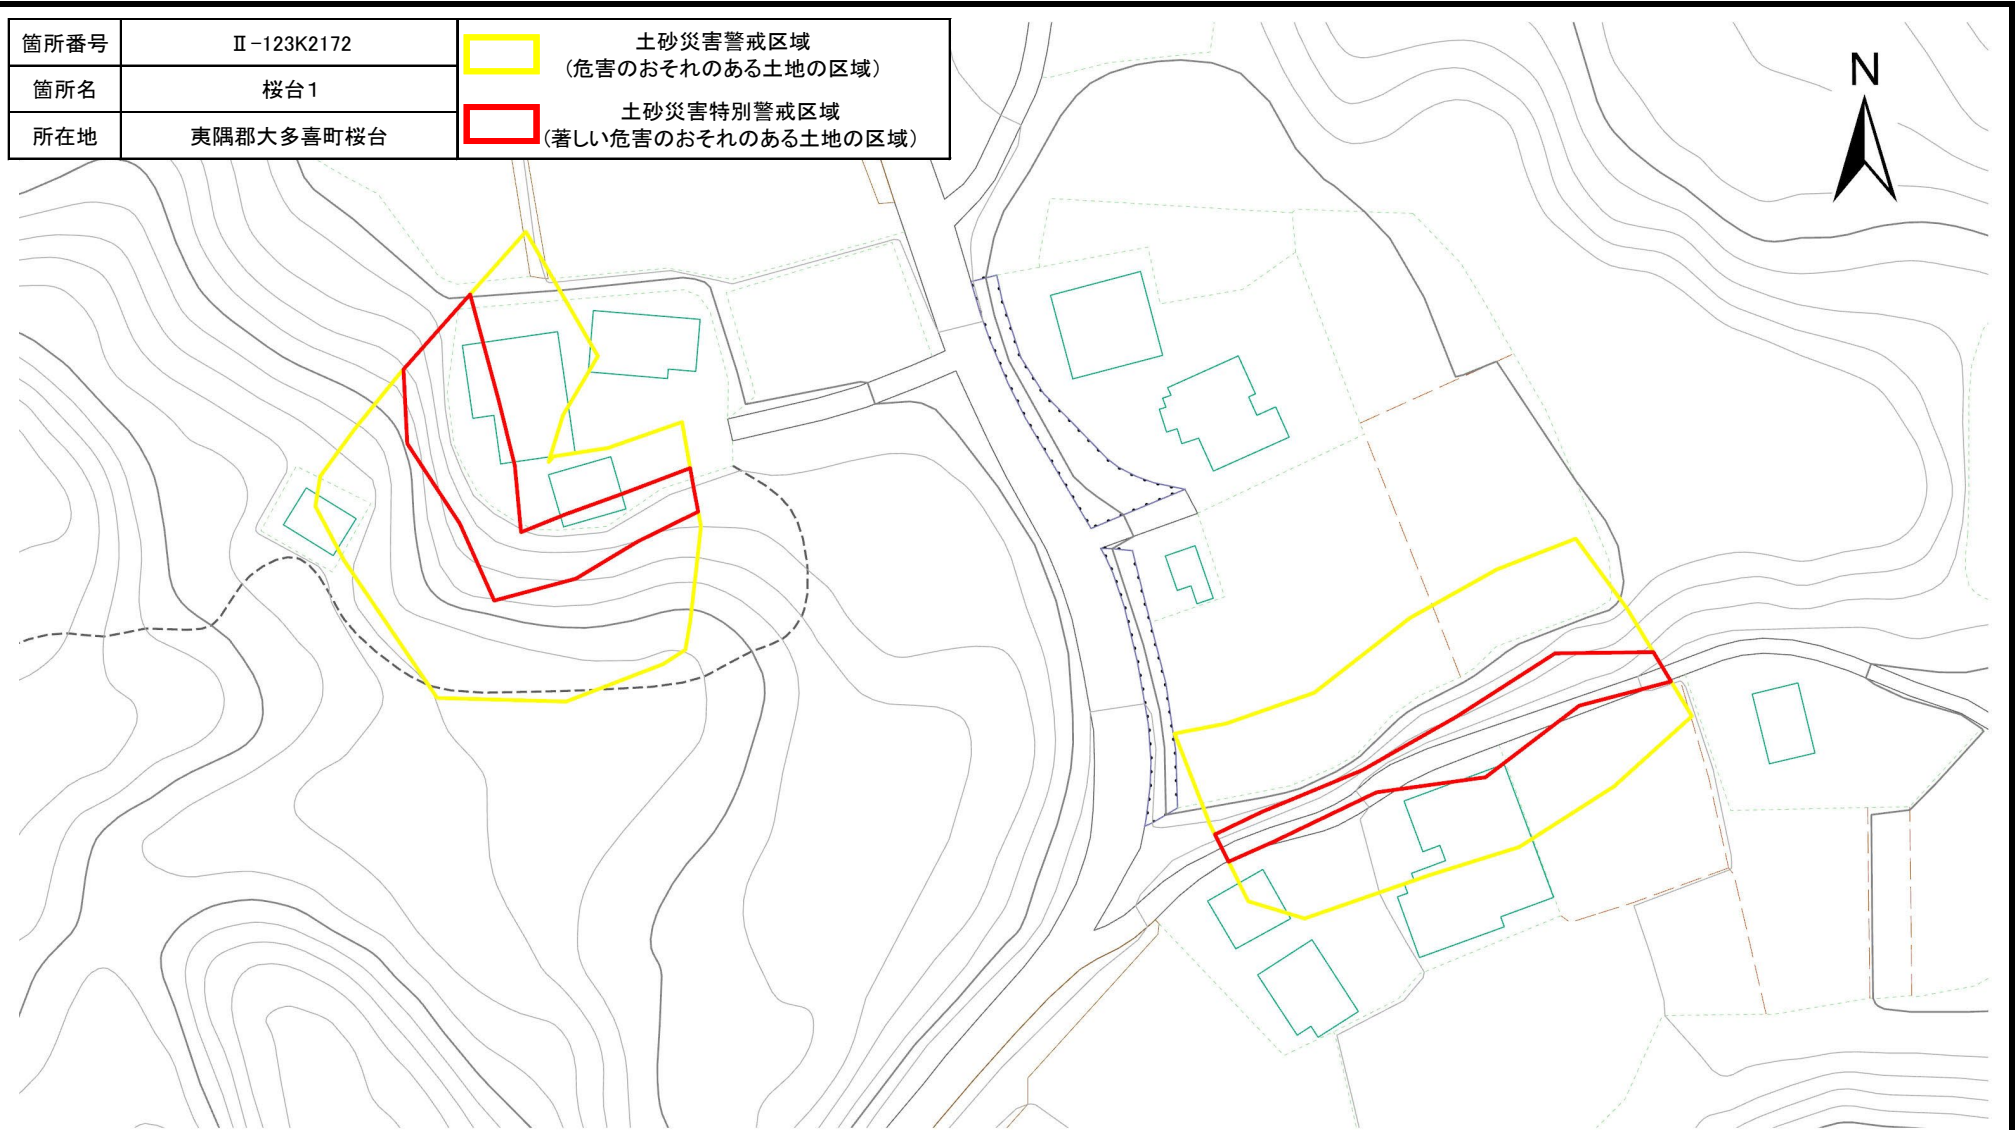 箇所番号
Ⅱ-123K2172
箇所名
桜台1
所在地
夷隅郡大多喜町桜台
土砂災害警戒区域
(危害のおそれのある土地の区域)
土砂災害特別警戒区域
(著しい危害のおそれのある土地の区域)
N